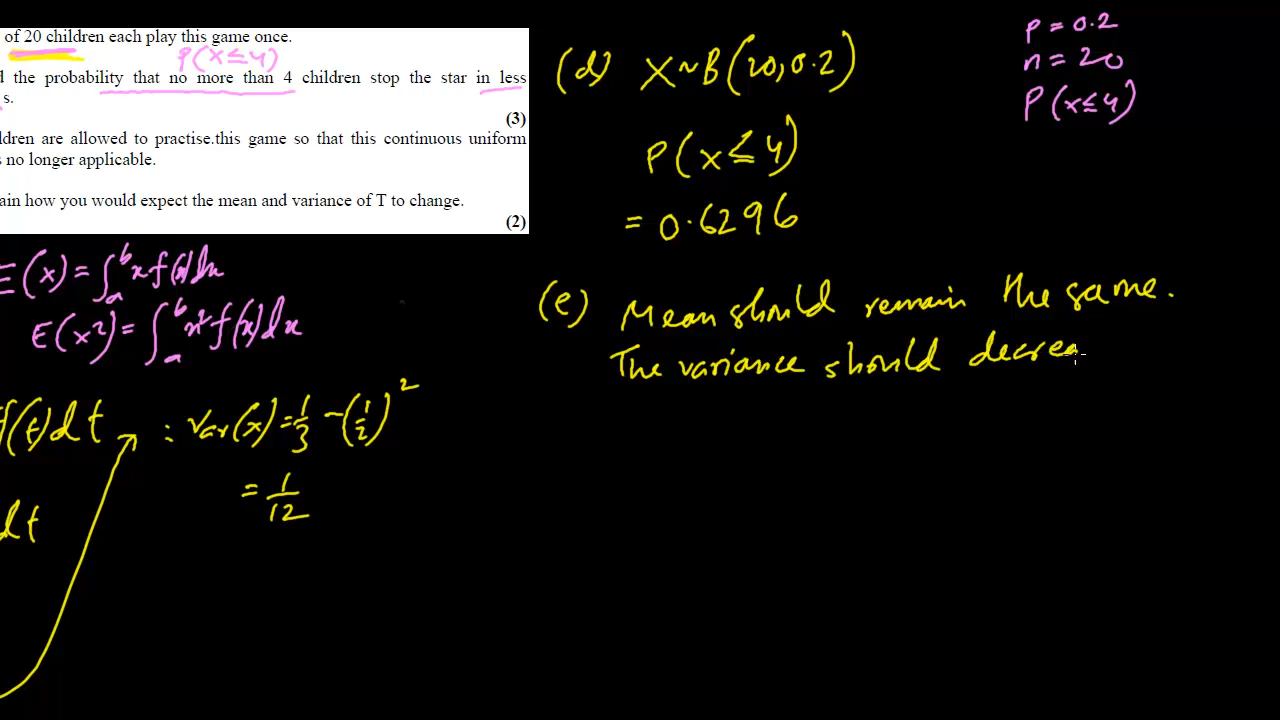 of 20 children each play this game once.
P(x≤4)
the probability that no more than 4 children stop the star in less
s.
(3)
ldren are allowed to practise.this game so that this continuous uniform
s no longer applicable.
ain how you would expect the mean and variance of T to change.
(2)
E(x) = ∫ₐᵇ x f(x)dx
E(x²) = ∫ₐᵇ x² f(x)dx
f(t)dt : Var(x) = 1/3 - (1/2)²
= 1/12
dt
(d) X~B(20,0.2)
P(x≤4)
= 0.6296
(e) Mean should remain the same.
The variance should decrea
p = 0.2
n = 20
P(x≤4)